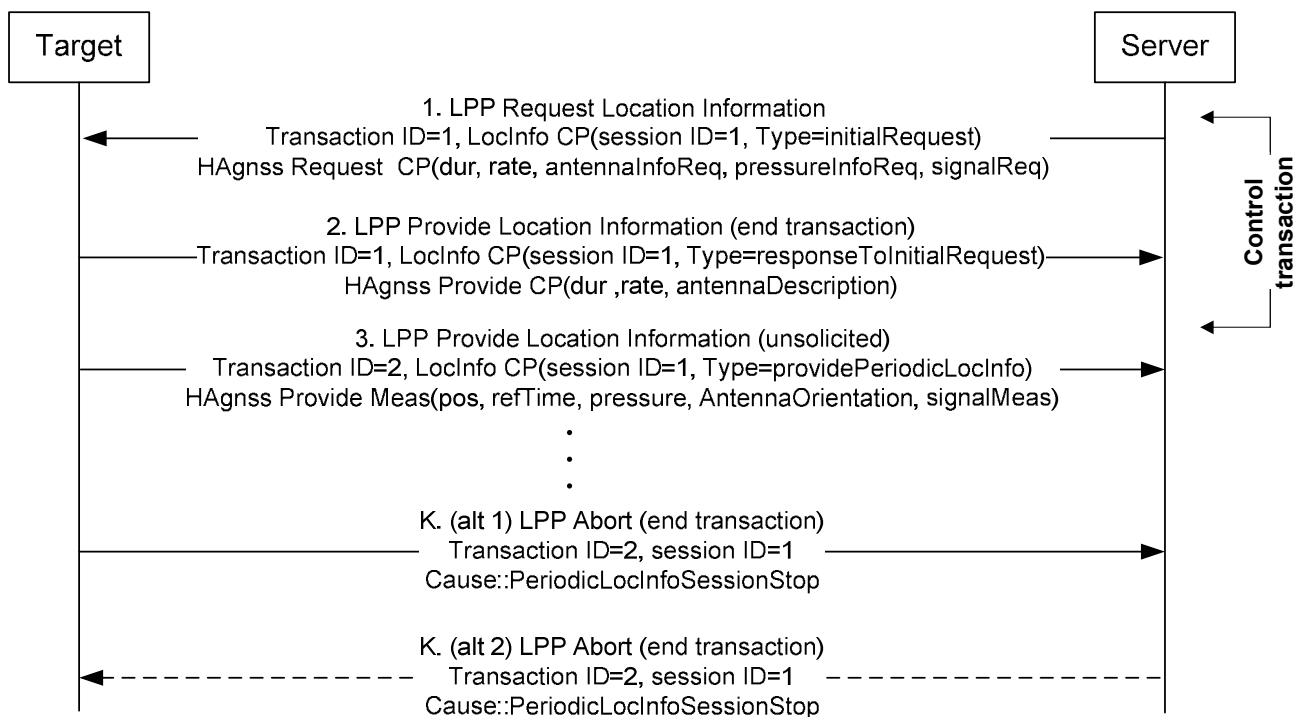 Target
Server
1. LPP Request Location Information
Transaction ID=1, LocInfo CP(session ID=1, Type=initialRequest)
HAgnss Request CP(dur, rate, antennaInfoReq, pressureInfoReq, signalReq)
Control
transaction
2. LPP Provide Location Information (end transaction)
Transaction ID=1, LocInfo CP(session ID=1, Type=responseToInitialRequest)
HAgnss Provide CP(dur ,rate, antennaDescription)
3. LPP Provide Location Information (unsolicited)
Transaction ID=2, LocInfo CP(session ID=1, Type=providePeriodicLocInfo)
HAgnss Provide Meas(pos, refTime, pressure, AntennaOrientation, signalMeas)
.
.
.
K. (alt 1) LPP Abort (end transaction)
Transaction ID=2, session ID=1
Cause::PeriodicLocInfoSessionStop
K. (alt 2) LPP Abort (end transaction)
Transaction ID=2, session ID=1
Cause::PeriodicLocInfoSessionStop